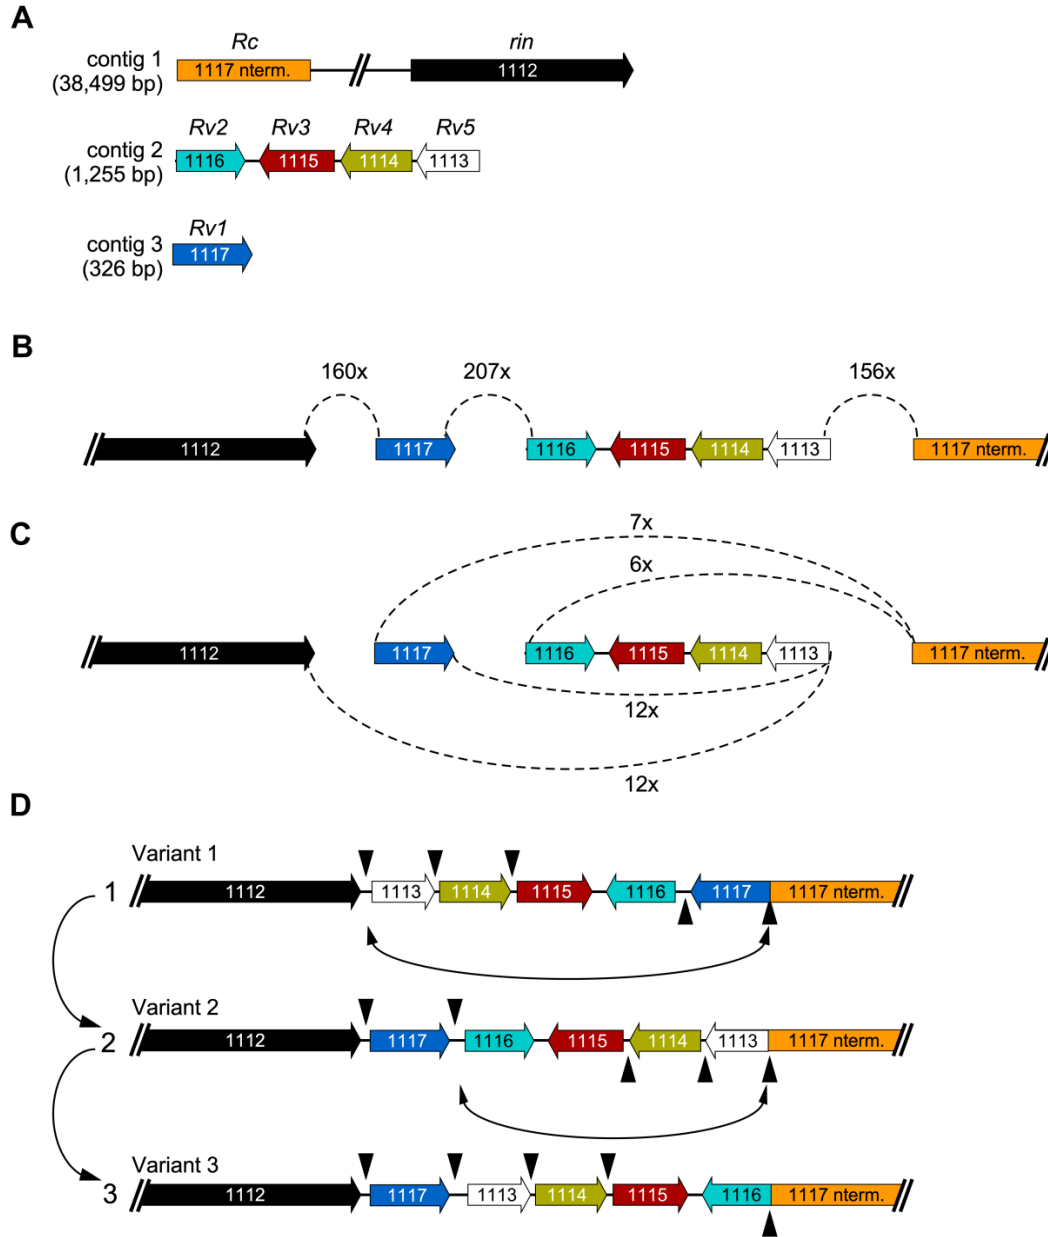 A
Rc rin
contig 1 1117 nterm. 1112
(38,499 bp)
Rv2 Rv3 Rv4 Rv5
contig 2 1116 1115 1114 1113
(1,255 bp)
Rv1
contig 3 1117
(326 bp)
B
160x 207x 156x
1112 1117 1116 1115 1114 1113 1117 nterm.
C
7x
6x
1112 1117 1116 1115 1114 1113 1117 nterm.
12x
12x
D
Variant 1
1 1112 1113 1114 1115 1116 1117 1117 nterm.
Variant 2
2 1112 1117 1116 1115 1114 1113 1117 nterm.
Variant 3
3 1112 1117 1113 1114 1115 1116 1117 nterm.